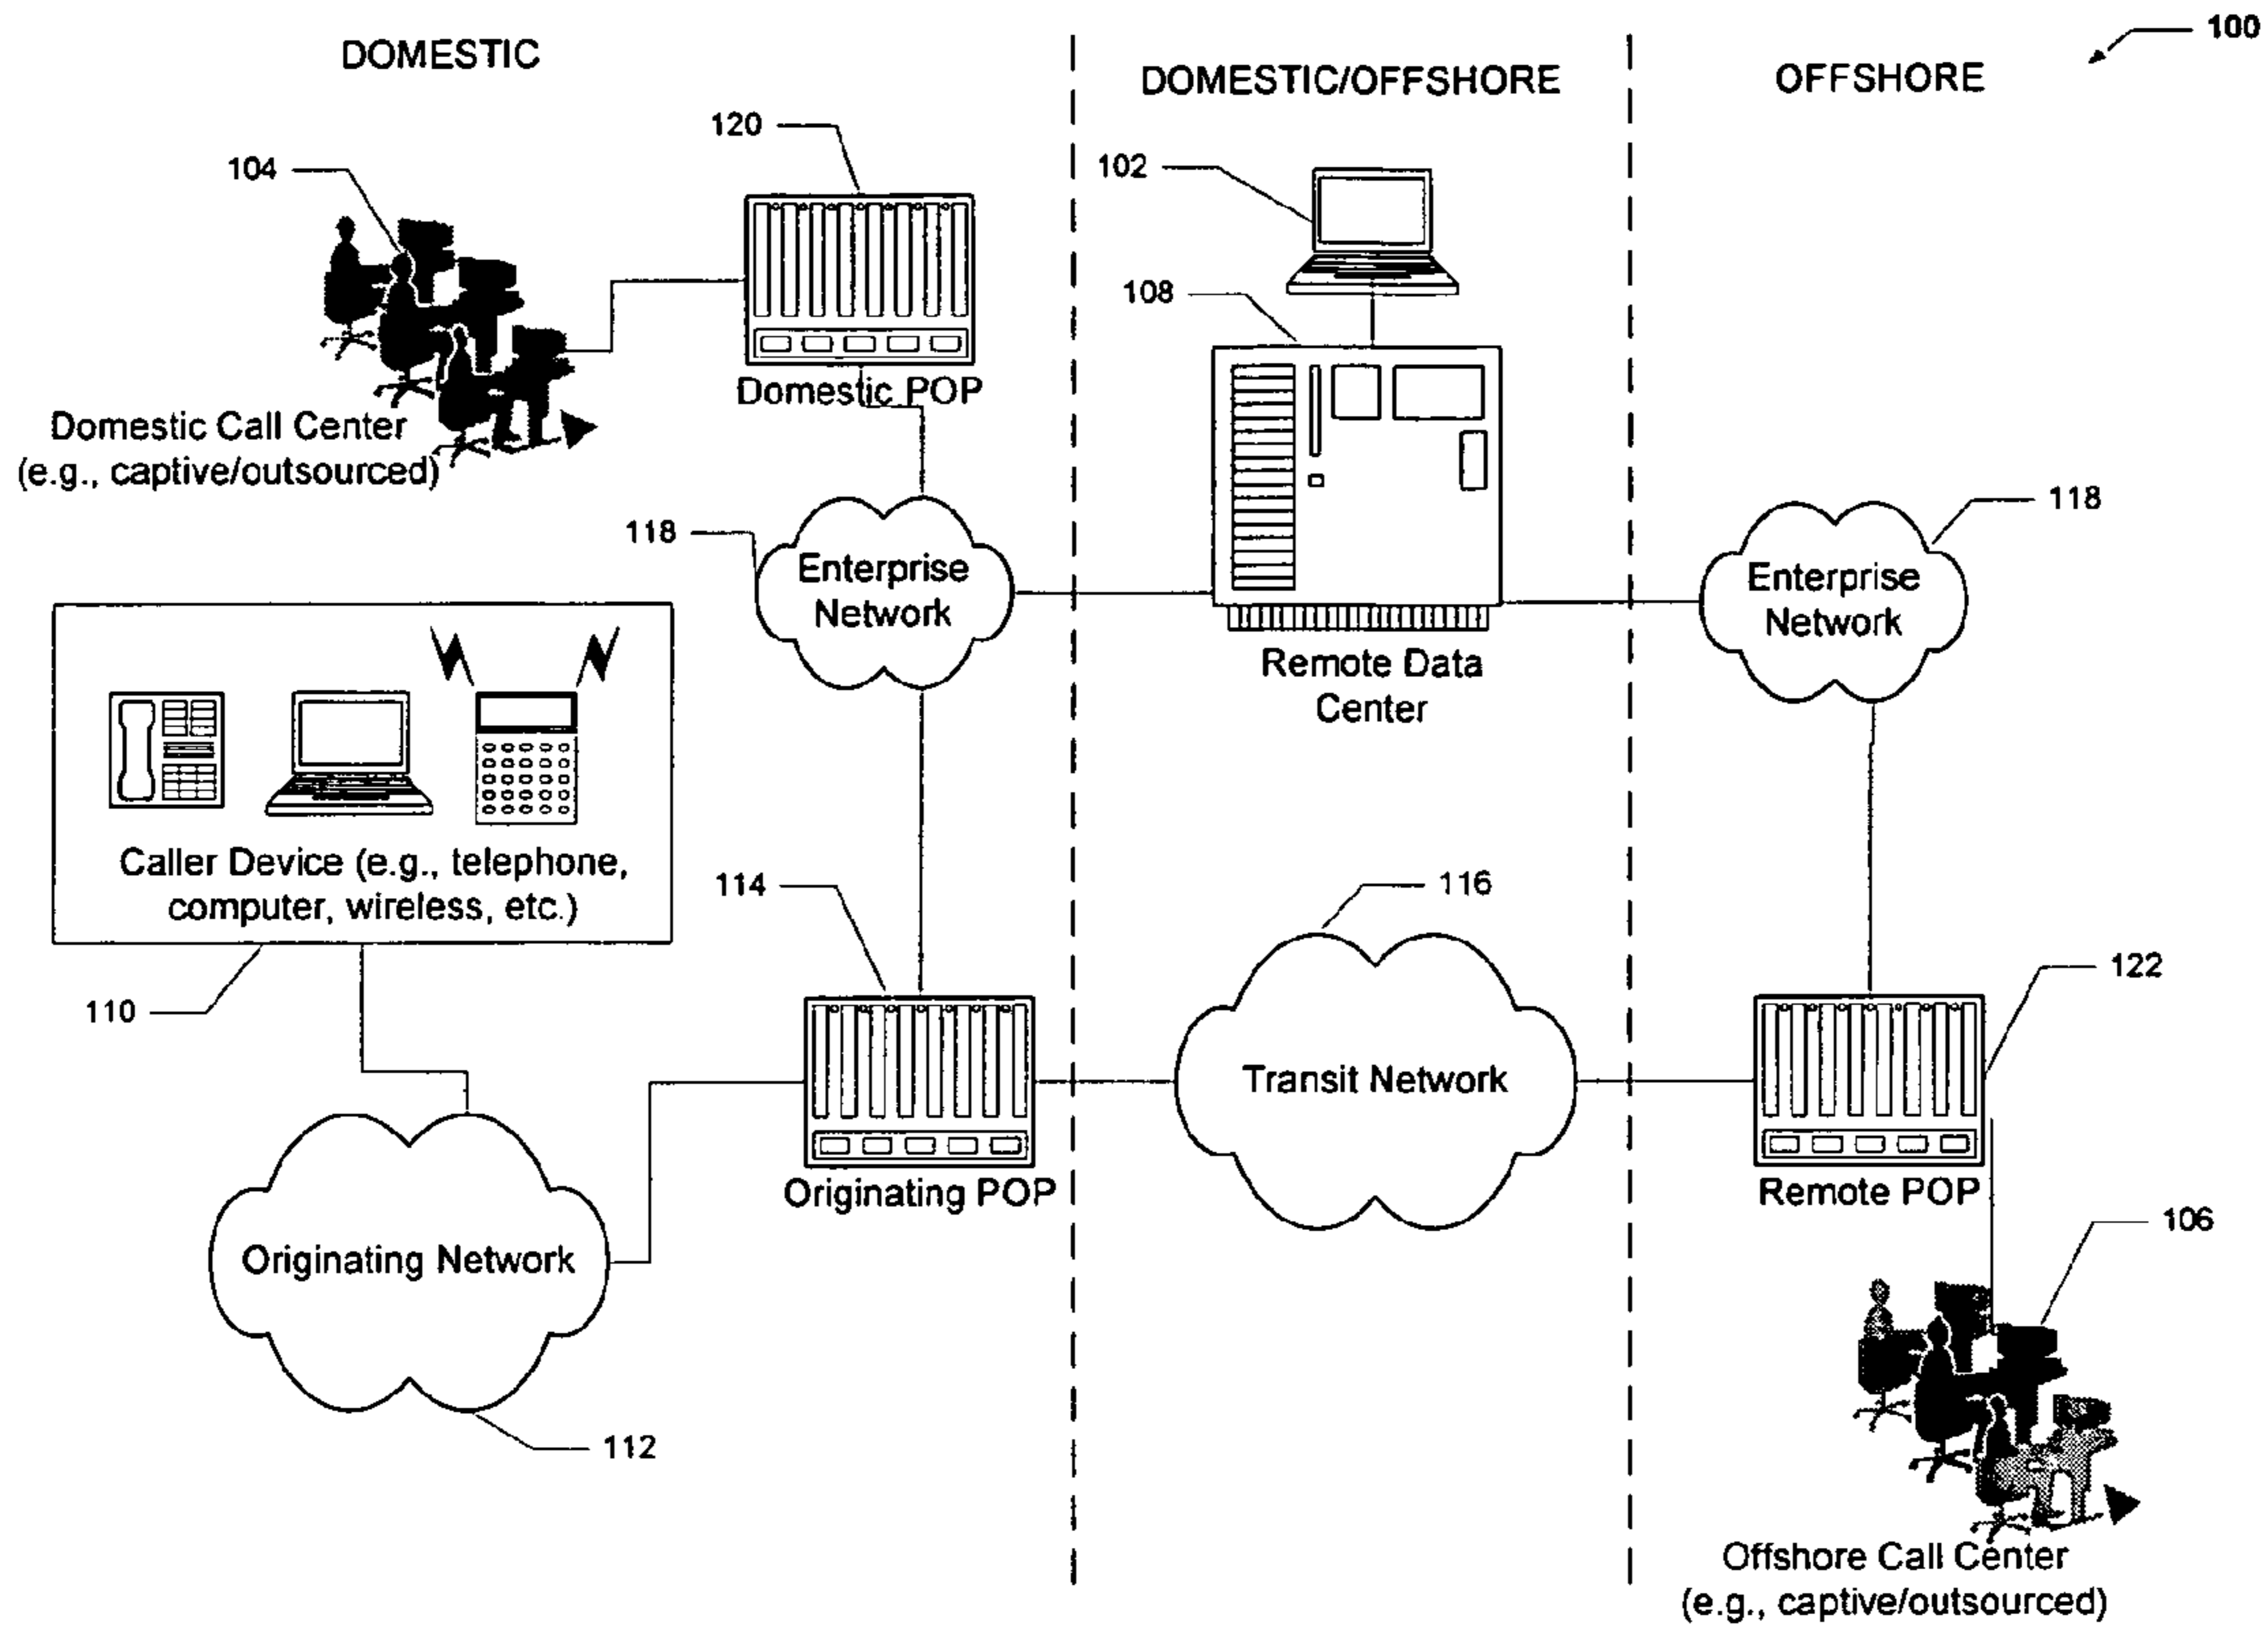 100
DOMESTIC
DOMESTIC/OFFSHORE
OFFSHORE
120
104
102
108
Domestic POP
Domestic Call Center
(e.g., captive/outsourced)
118
118
Enterprise
Network
Enterprise
Network
Remote Data
Center
Caller Device (e.g., telephone,
computer, wireless, etc.)
114
116
122
110
Transit Network
Originating POP
Remote POP
106
Originating Network
112
Offshore Call Center
(e.g., captive/outsourced)